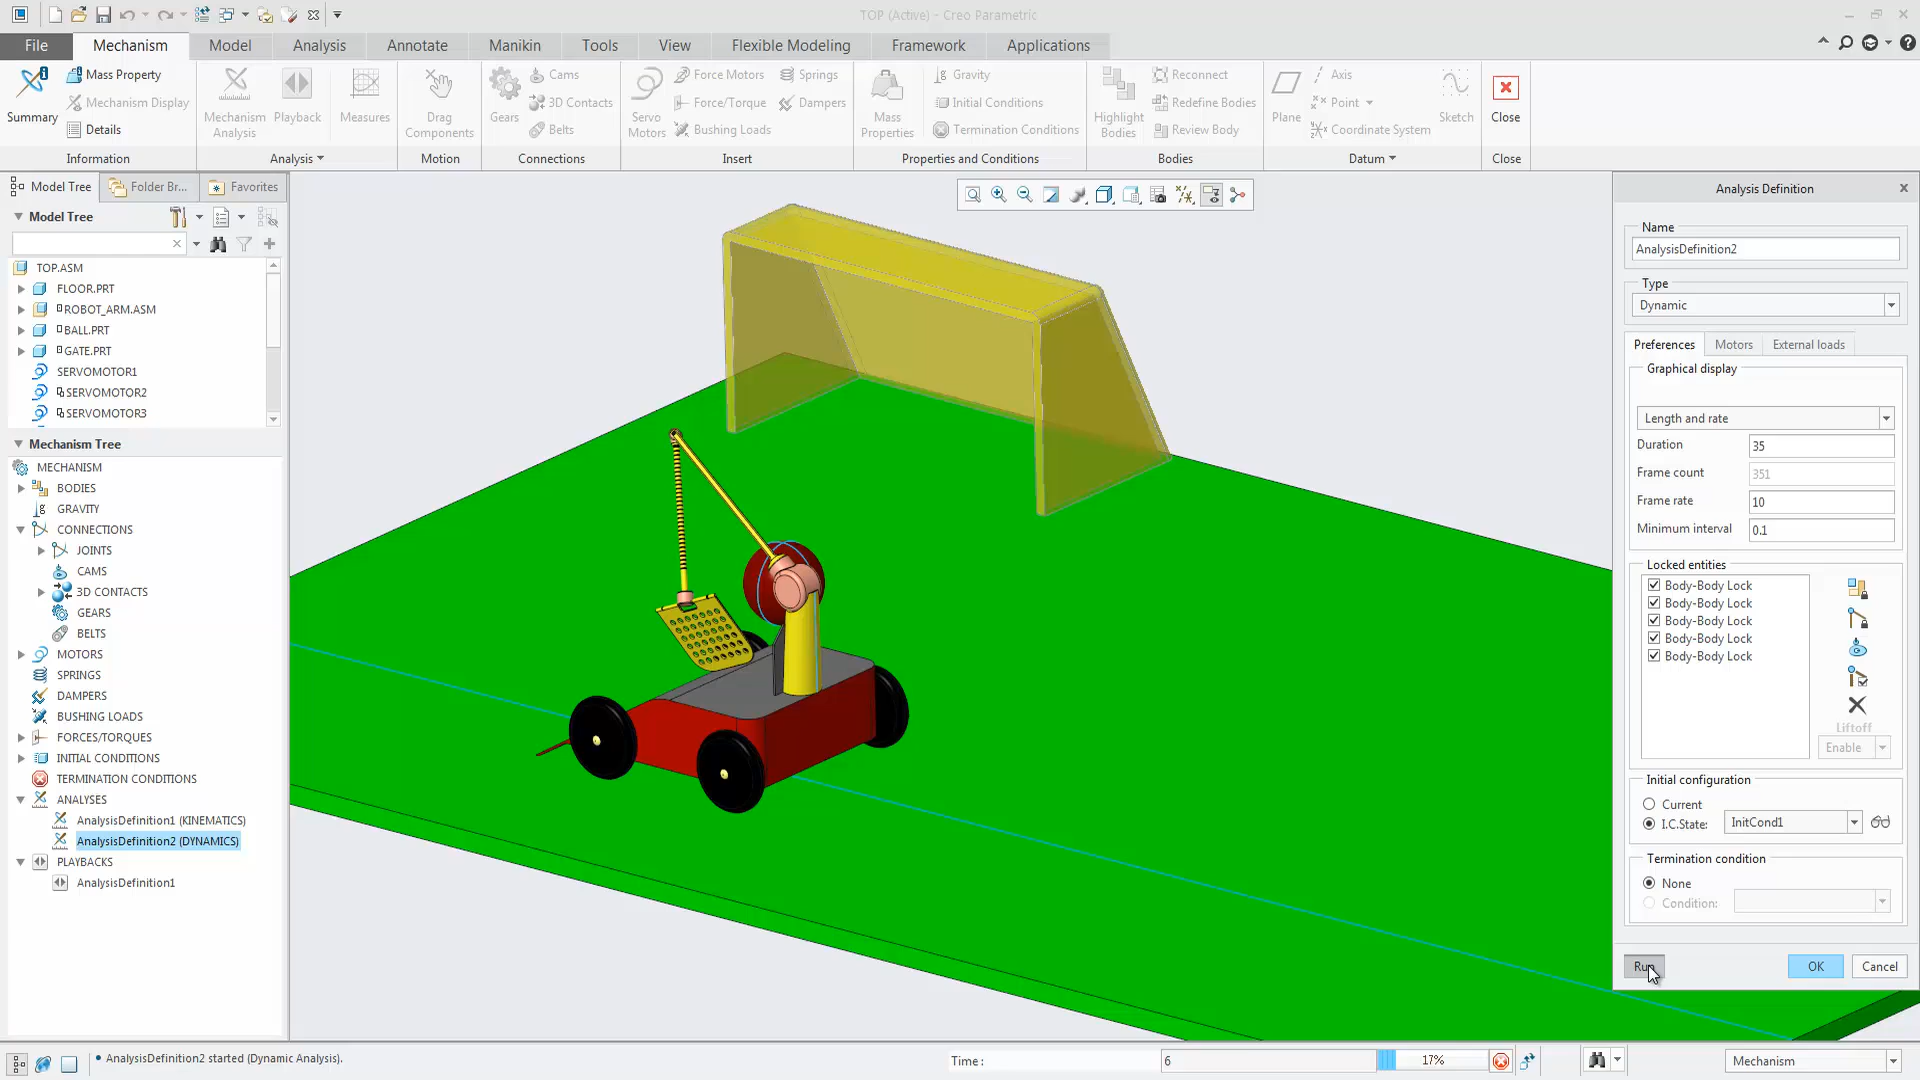 TOP (Active) - Creo Parametric
File
Mechanism
Model
Analysis
Annotate
Manikin
Tools
View
Flexible Modeling
Framework
Applications
Summary
Mass Property
Mechanism Display
Details
Information
Mechanism
Analysis
Playback
Measures
Analysis
Drag
Components
Motion
Gears
Cams
3D Contacts
Belts
Connections
Servo
Motors
Force Motors
Force/Torque
Bushing Loads
Springs
Dampers
Insert
Mass
Properties
Gravity
Initial Conditions
Termination Conditions
Properties and Conditions
Highlight
Bodies
Reconnect
Redefine Bodies
Review Body
Bodies
Plane
Axis
Point
Coordinate System
Sketch
Datum
Close
Close
Model Tree
Folder Br...
Favorites
Model Tree
TOP.ASM
FLOOR.PRT
ROBOT_ARM.ASM
BALL.PRT
GATE.PRT
SERVOMOTOR1
SERVOMOTOR2
SERVOMOTOR3
Mechanism Tree
MECHANISM
BODIES
GRAVITY
CONNECTIONS
JOINTS
CAMS
3D CONTACTS
GEARS
BELTS
MOTORS
SPRINGS
DAMPERS
BUSHING LOADS
FORCES/TORQUES
INITIAL CONDITIONS
TERMINATION CONDITIONS
ANALYSES
AnalysisDefinition1 (KINEMATICS)
AnalysisDefinition2 (DYNAMICS)
PLAYBACKS
AnalysisDefinition1
Analysis Definition
Name
AnalysisDefinition2
Type
Dynamic
Preferences
Motors
External loads
Graphical display
Length and rate
Duration
35
Frame count
351
Frame rate
10
Minimum interval
0.1
Locked entities
Body-Body Lock
Body-Body Lock
Body-Body Lock
Body-Body Lock
Body-Body Lock
Liftoff
Enable
Initial configuration
Current
I.C.State:
InitCond1
Termination condition
None
Condition:
Run
OK
Cancel
• AnalysisDefinition2 started (Dynamic Analysis).
Time:
6
17%
Mechanism